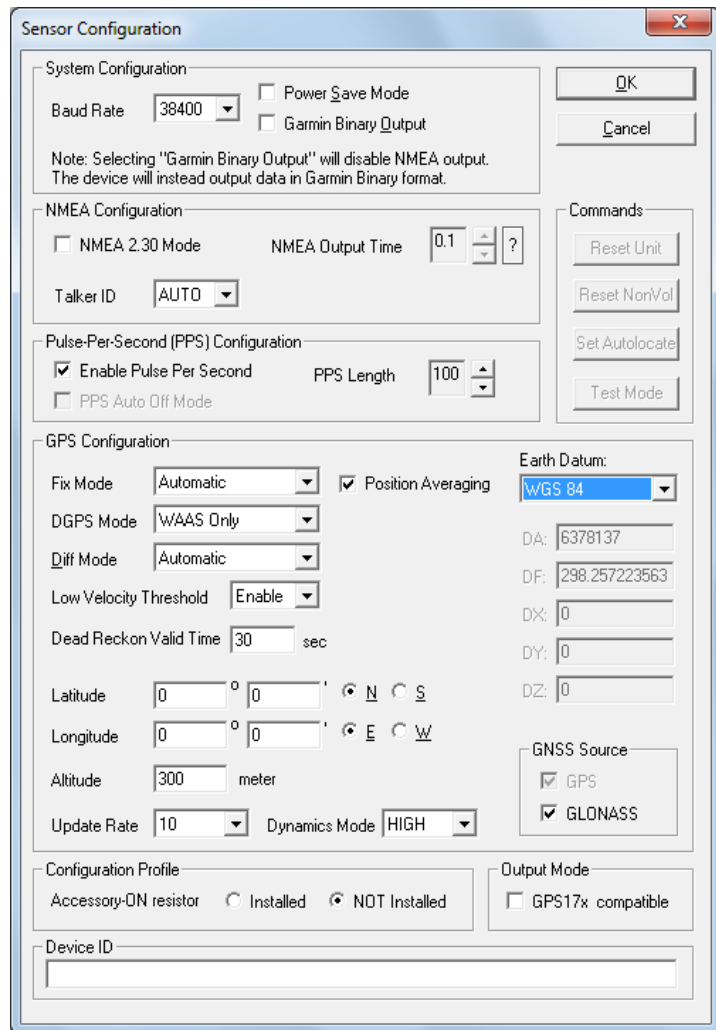 Sensor Configuration
System Configuration
Baud Rate 38400
Power Save Mode
Garmin Binary Output
Note: Selecting "Garmin Binary Output" will disable NMEA output.
The device will instead output data in Garmin Binary format.
OK
Cancel
NMEA Configuration
NMEA 2.30 Mode NMEA Output Time 0.1 ?
Talker ID AUTO
Commands
Reset Unit
Reset NonVol
Set Autolocate
Test Mode
Pulse-Per-Second (PPS) Configuration
Enable Pulse Per Second PPS Length 100
PPS Auto Off Mode
GPS Configuration
Fix Mode Automatic Position Averaging
DGPS Mode WAAS Only
Diff Mode Automatic
Low Velocity Threshold Enable
Dead Reckon Valid Time 30 sec
Latitude 0 ° 0 ' N S
Longitude 0 ° 0 ' E W
Altitude 300 meter
Update Rate 10 Dynamics Mode HIGH
Earth Datum:
WGS 84
DA: 6378137
DF: 298.257223563
DX: 0
DY: 0
DZ: 0
GNSS Source
GPS
GLONASS
Configuration Profile
Accessory-ON resistor Installed NOT Installed
Output Mode
GPS17x compatible
Device ID